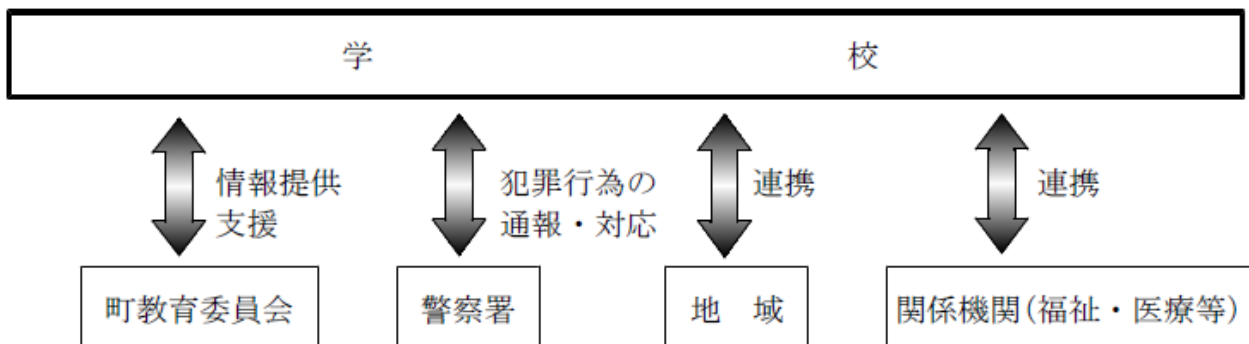 学 校
情報提供
支援
犯罪行為の
通報・対応
連携
連携
町教育委員会
警察署
地 域
関係機関(福祉・医療等)